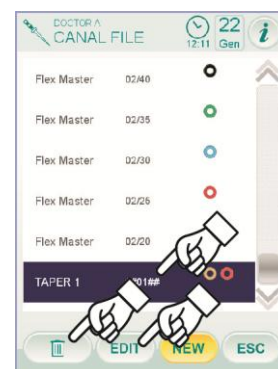 DOCTOR A
CANAL FILE
12:11
22
Gen
i
Flex Master 02/40
Flex Master 02/35
Flex Master 02/30
Flex Master 02/25
Flex Master 02/20
TAPER 1 01##
EDIT NEW ESC